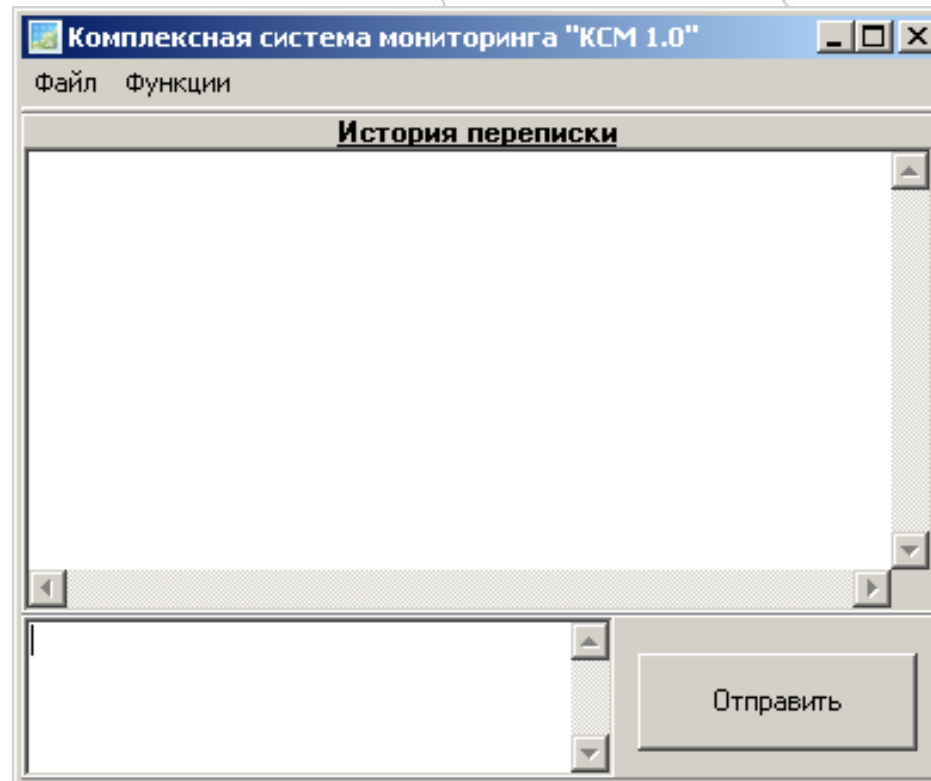 Комплексная система мониторинга "КСМ 1.0"
Файл Функции
История переписки
Отправить